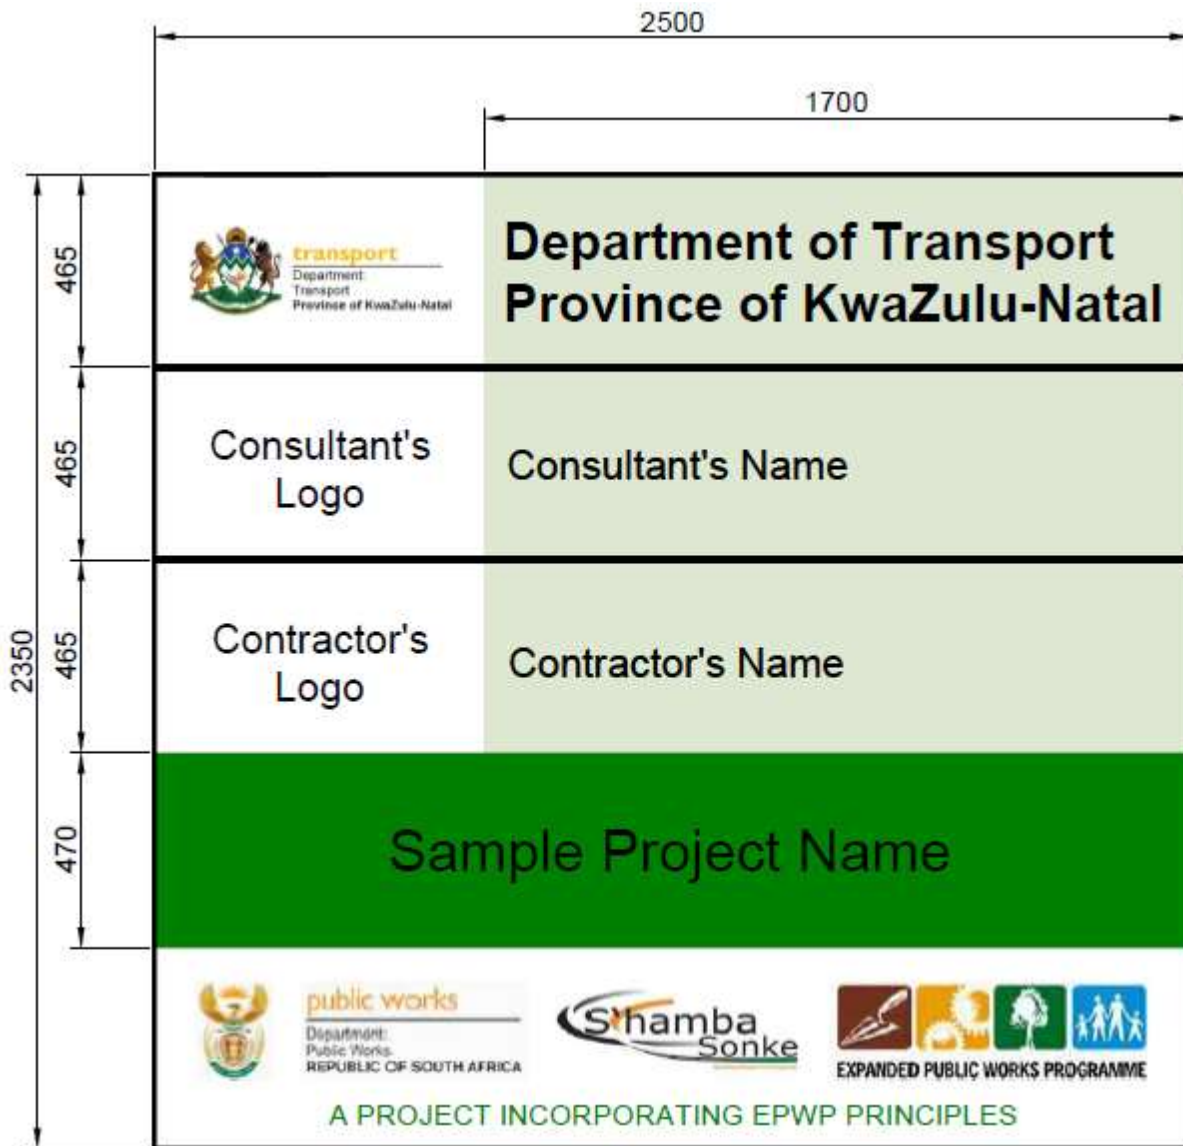 2500
1700
2350
465
transport
Department
Transport
Province of KwaZulu-Natal
Department of Transport
Province of KwaZulu-Natal
465
Consultant's
Logo
Consultant's Name
465
Contractor's
Logo
Contractor's Name
470
Sample Project Name
public works
Department:
Public Works
REPUBLIC OF SOUTH AFRICA
S'hamba
Sonke
EXPANDED PUBLIC WORKS PROGRAMME
A PROJECT INCORPORATING EPWP PRINCIPLES